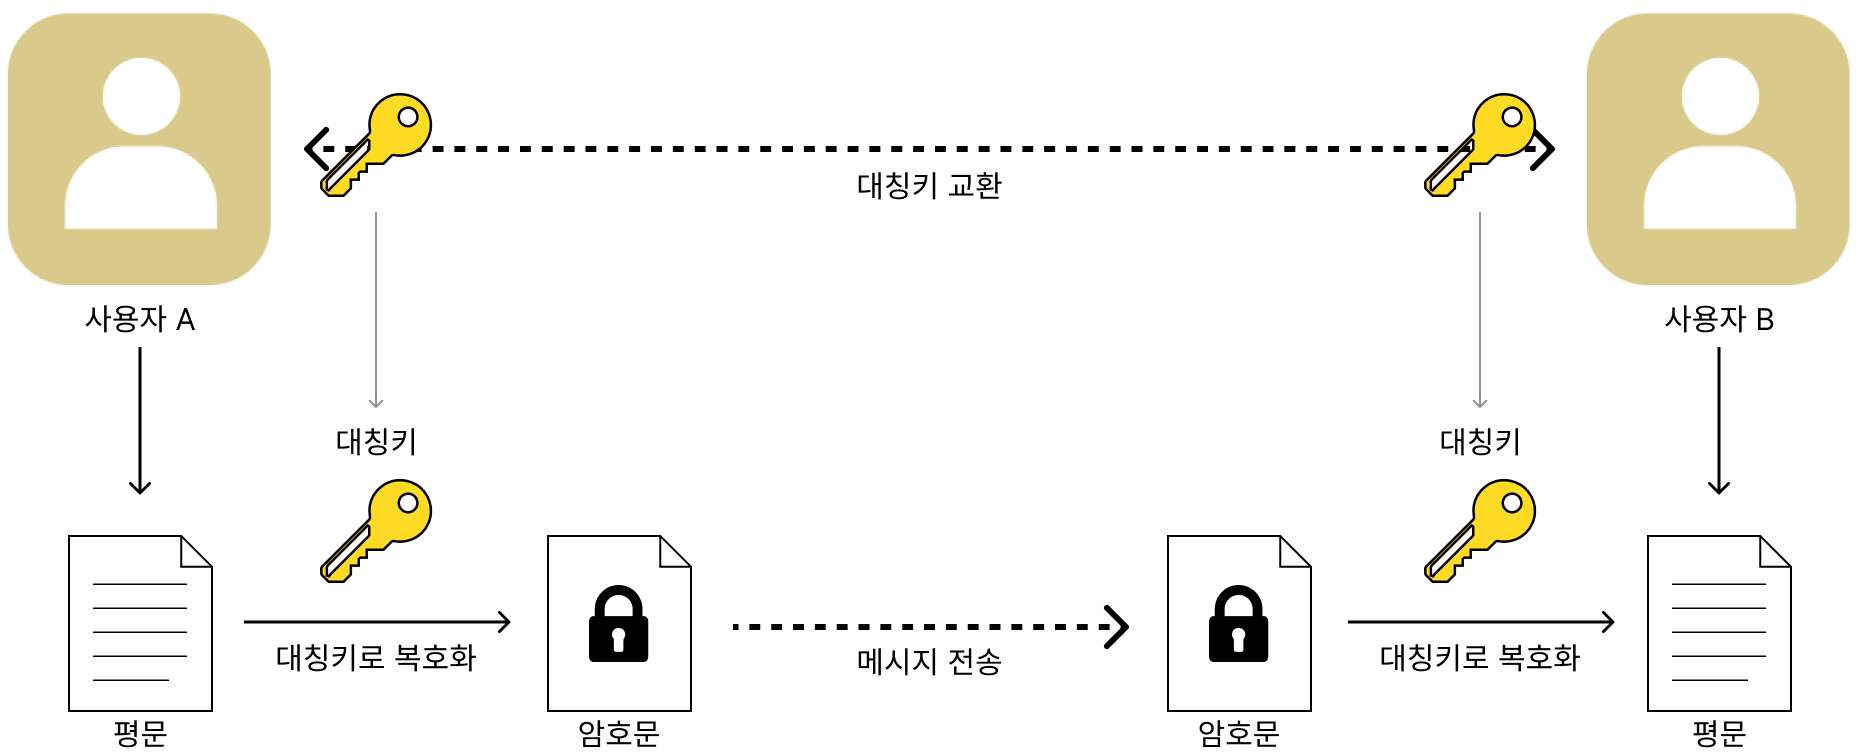 대칭키 교환
사용자 A
사용자 B
대칭키
대칭키
대칭키로 복호화
메시지 전송
대칭키로 복호화
평문
암호문
암호문
평문